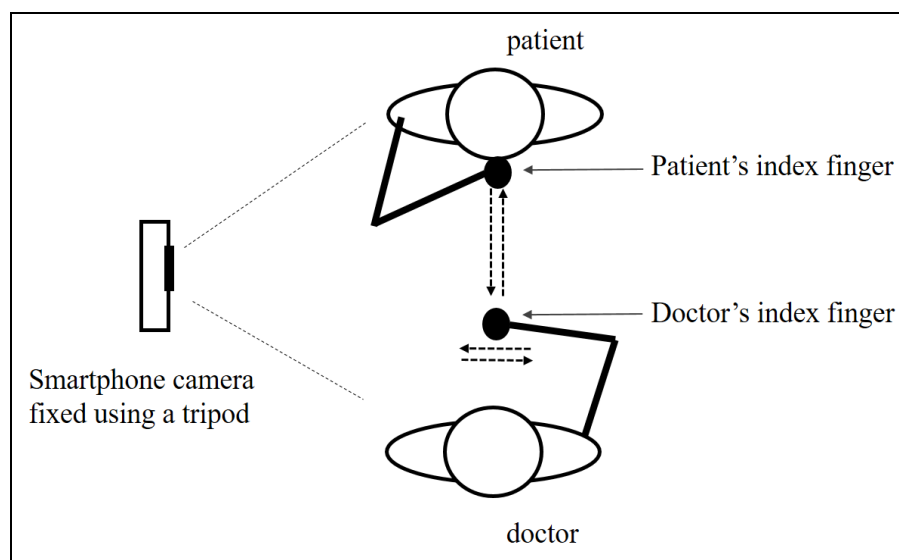 patient
Patient’s index finger
Doctor’s index finger
Smartphone camera
fixed using a tripod
doctor